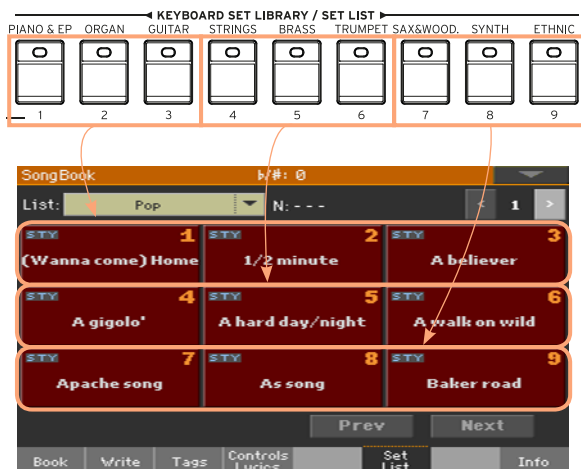 KEYBOARD SET LIBRARY / SET LIST
PIANO & EP ORGAN GUITAR STRINGS BRASS TRUMPET SAX&WOOD. SYNTH ETHNIC
1 2 3 4 5 6 7 8 9
SongBook ♭/#: 0
List: Pop N:--- < 1 >
STY 1 STY 2 STY 3
(Wanna come) Home 1/2 minute A believer
STY 4 STY 5 STY 6
A gigolo' A hard day/night A walk on wild
STY 7 STY 8 STY 9
Apache song As song Baker road
Prev Next
Book Write Tags Controls Lyrics Set List Info